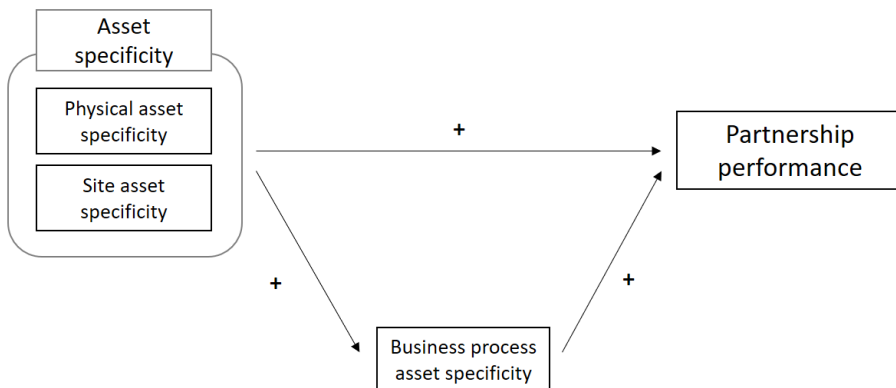 Asset
specificity
Physical asset
specificity
Site asset
specificity
+
Partnership
performance
+
+
Business process
asset specificity